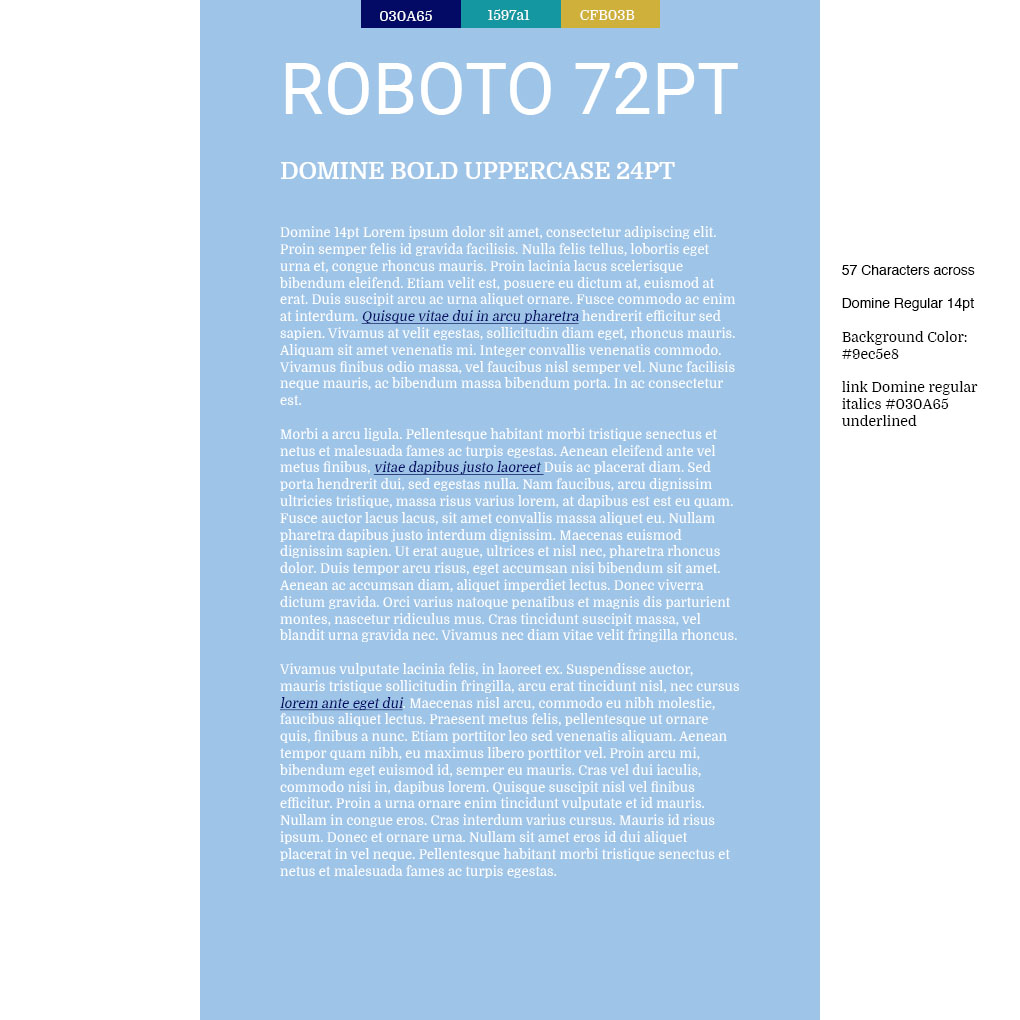 030A65 1597a1 CFB03B
ROBOTO 72PT
DOMINE BOLD UPPERCASE 24PT
Domine 14pt Lorem ipsum dolor sit amet, consectetur adipiscing elit.
Proin semper felis id gravida facilisis. Nulla felis tellus, lobortis eget
urna et, congue rhoncus mauris. Proin lacinia lacus scelerisque
bibendum eleifend. Etiam velit est, posuere eu dictum at, euismod at
erat. Duis suscipit arcu ac urna aliquet ornare. Fusce commodo ac enim
at interdum. Quisque vitae dui in arcu pharetra hendrerit efficitur sed
sapien. Vivamus at velit egestas, sollicitudin diam eget, rhoncus mauris.
Aliquam sit amet venenatis mi. Integer convallis venenatis commodo.
Vivamus finibus odio massa, vel faucibus nisl semper vel. Nunc facilisis
neque mauris, ac bibendum massa bibendum porta. In ac consectetur
est.
Morbi a arcu ligula. Pellentesque habitant morbi tristique senectus et
netus et malesuada fames ac turpis egestas. Aenean eleifend ante vel
metus finibus, vitae dapibus justo laoreet Duis ac placerat diam. Sed
porta hendrerit dui, sed egestas nulla. Nam faucibus, arcu dignissim
ultricies tristique, massa risus varius lorem, at dapibus est est eu quam.
Fusce auctor lacus lacus, sit amet convallis massa aliquet eu. Nullam
pharetra dapibus justo interdum dignissim. Maecenas euismod
dignissim sapien. Ut erat augue, ultrices et nisl nec, pharetra rhoncus
dolor. Duis tempor arcu risus, eget accumsan nisi bibendum sit amet.
Aenean ac accumsan diam, aliquet imperdiet lectus. Donec viverra
dictum gravida. Orci varius natoque penatibus et magnis dis parturient
montes, nascetur ridiculus mus. Cras tincidunt suscipit massa, vel
blandit urna gravida nec. Vivamus nec diam vitae velit fringilla rhoncus.
Vivamus vulputate lacinia felis, in laoreet ex. Suspendisse auctor,
mauris tristique sollicitudin fringilla, arcu erat tincidunt nisl, nec cursus
lorem ante eget dui. Maecenas nisl arcu, commodo eu nibh molestie,
faucibus aliquet lectus. Praesent metus felis, pellentesque ut ornare
quis, finibus a nunc. Etiam porttitor leo sed venenatis aliquam. Aenean
tempor quam nibh, eu maximus libero porttitor vel. Proin arcu mi,
bibendum eget euismod id, semper eu mauris. Cras vel dui iaculis,
commodo nisi in, dapibus lorem. Quisque suscipit nisl vel finibus
efficitur. Proin a urna ornare enim tincidunt vulputate et id mauris.
Nullam in congue eros. Cras interdum varius cursus. Mauris id risus
ipsum. Donec et ornare urna. Nullam sit amet eros id dui aliquet
placerat in vel neque. Pellentesque habitant morbi tristique senectus et
netus et malesuada fames ac turpis egestas.
57 Characters across
Domine Regular 14pt
Background Color:
#9ec5e8
link Domine regular
italics #030A65
underlined